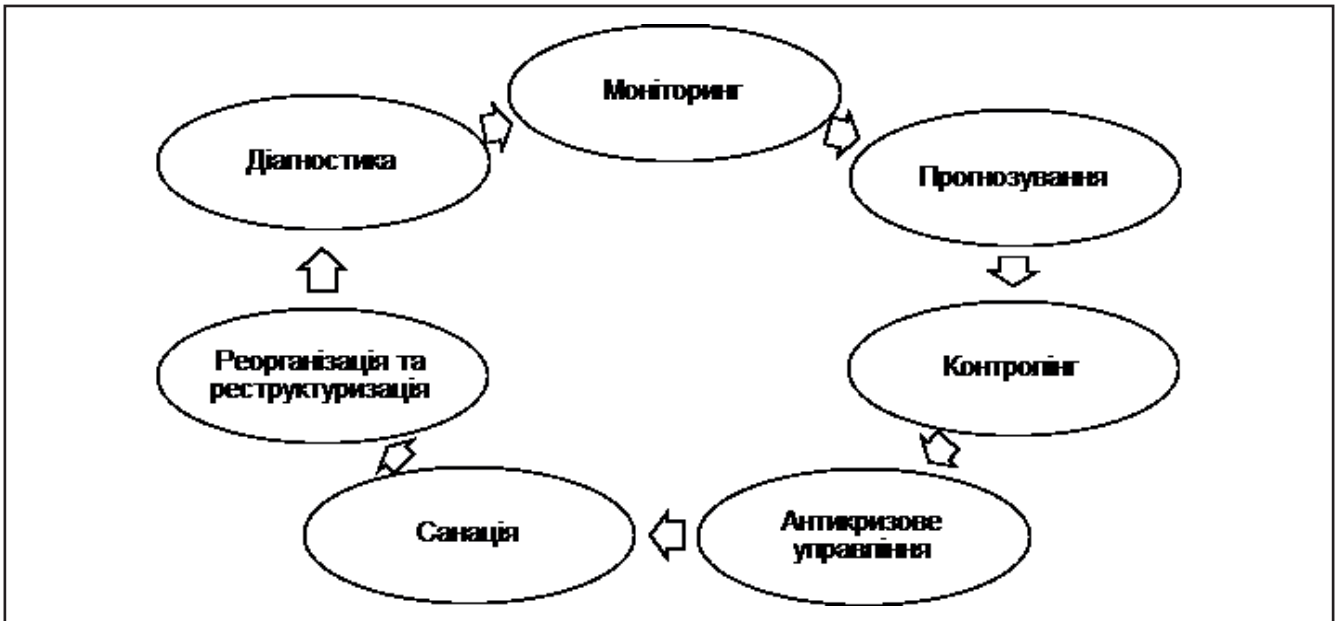 Моніторинг
Діагностика
Прогнозування
Реорганізація та
реструктуризація
Контролінг
Санація
Антикризове
управління